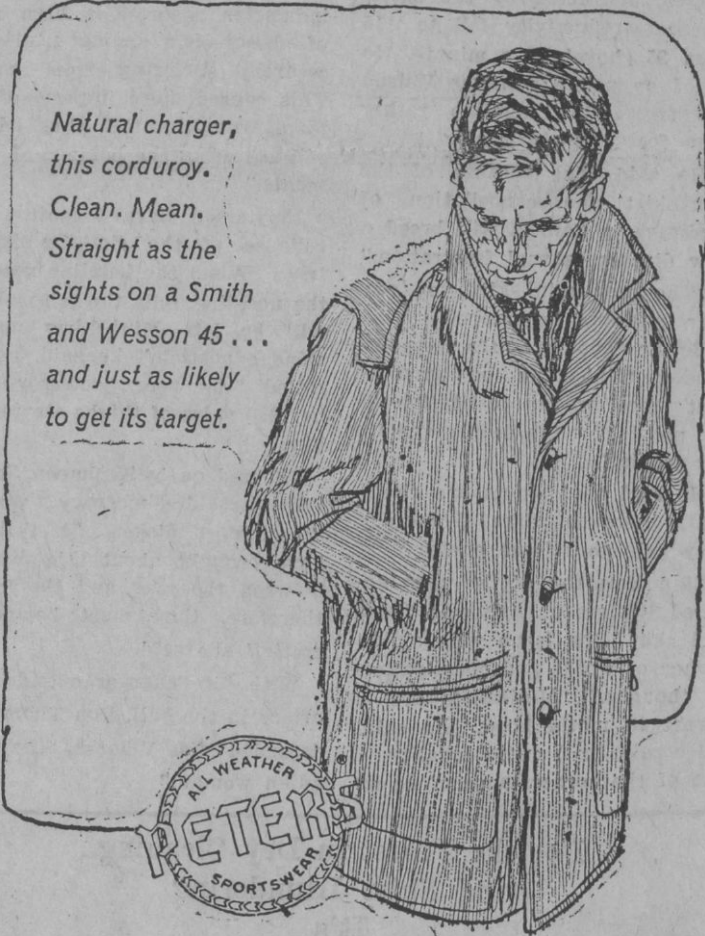 Natural charger,
this corduroy.
Clean. Mean.
Straight as the
sights on a Smith
and Wesson 45 ...
and just as likely
to get its target.
ALL WEATHER
PETERS®
SPORTSWEAR